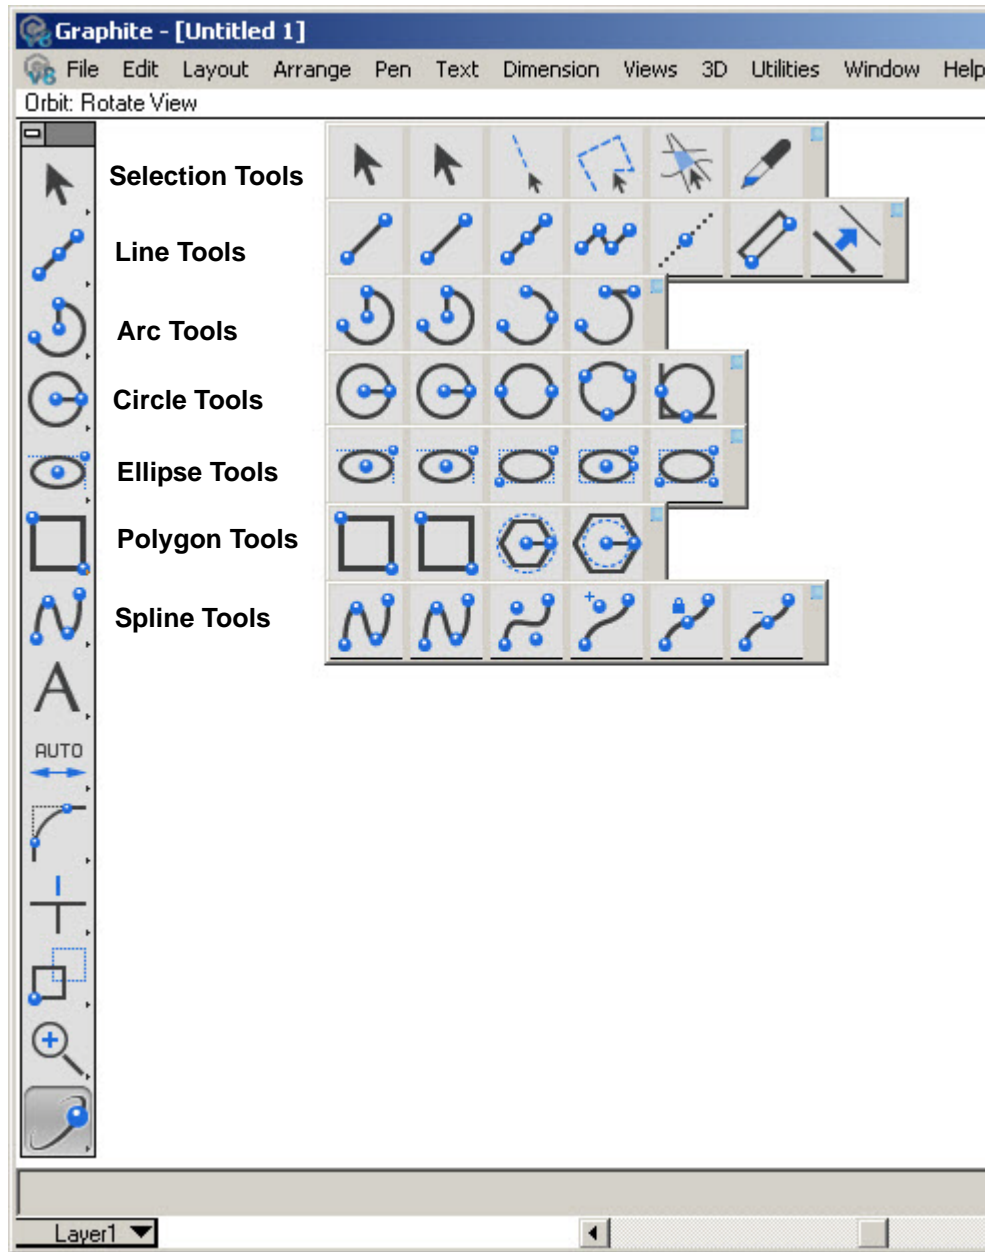 Graphite - [Untitled 1]
File Edit Layout Arrange Pen Text Dimension Views 3D Utilities Window Help
Orbit: Rotate View
Selection Tools
Line Tools
Arc Tools
Circle Tools
Ellipse Tools
Polygon Tools
Spline Tools
A
AUTO
Layer1